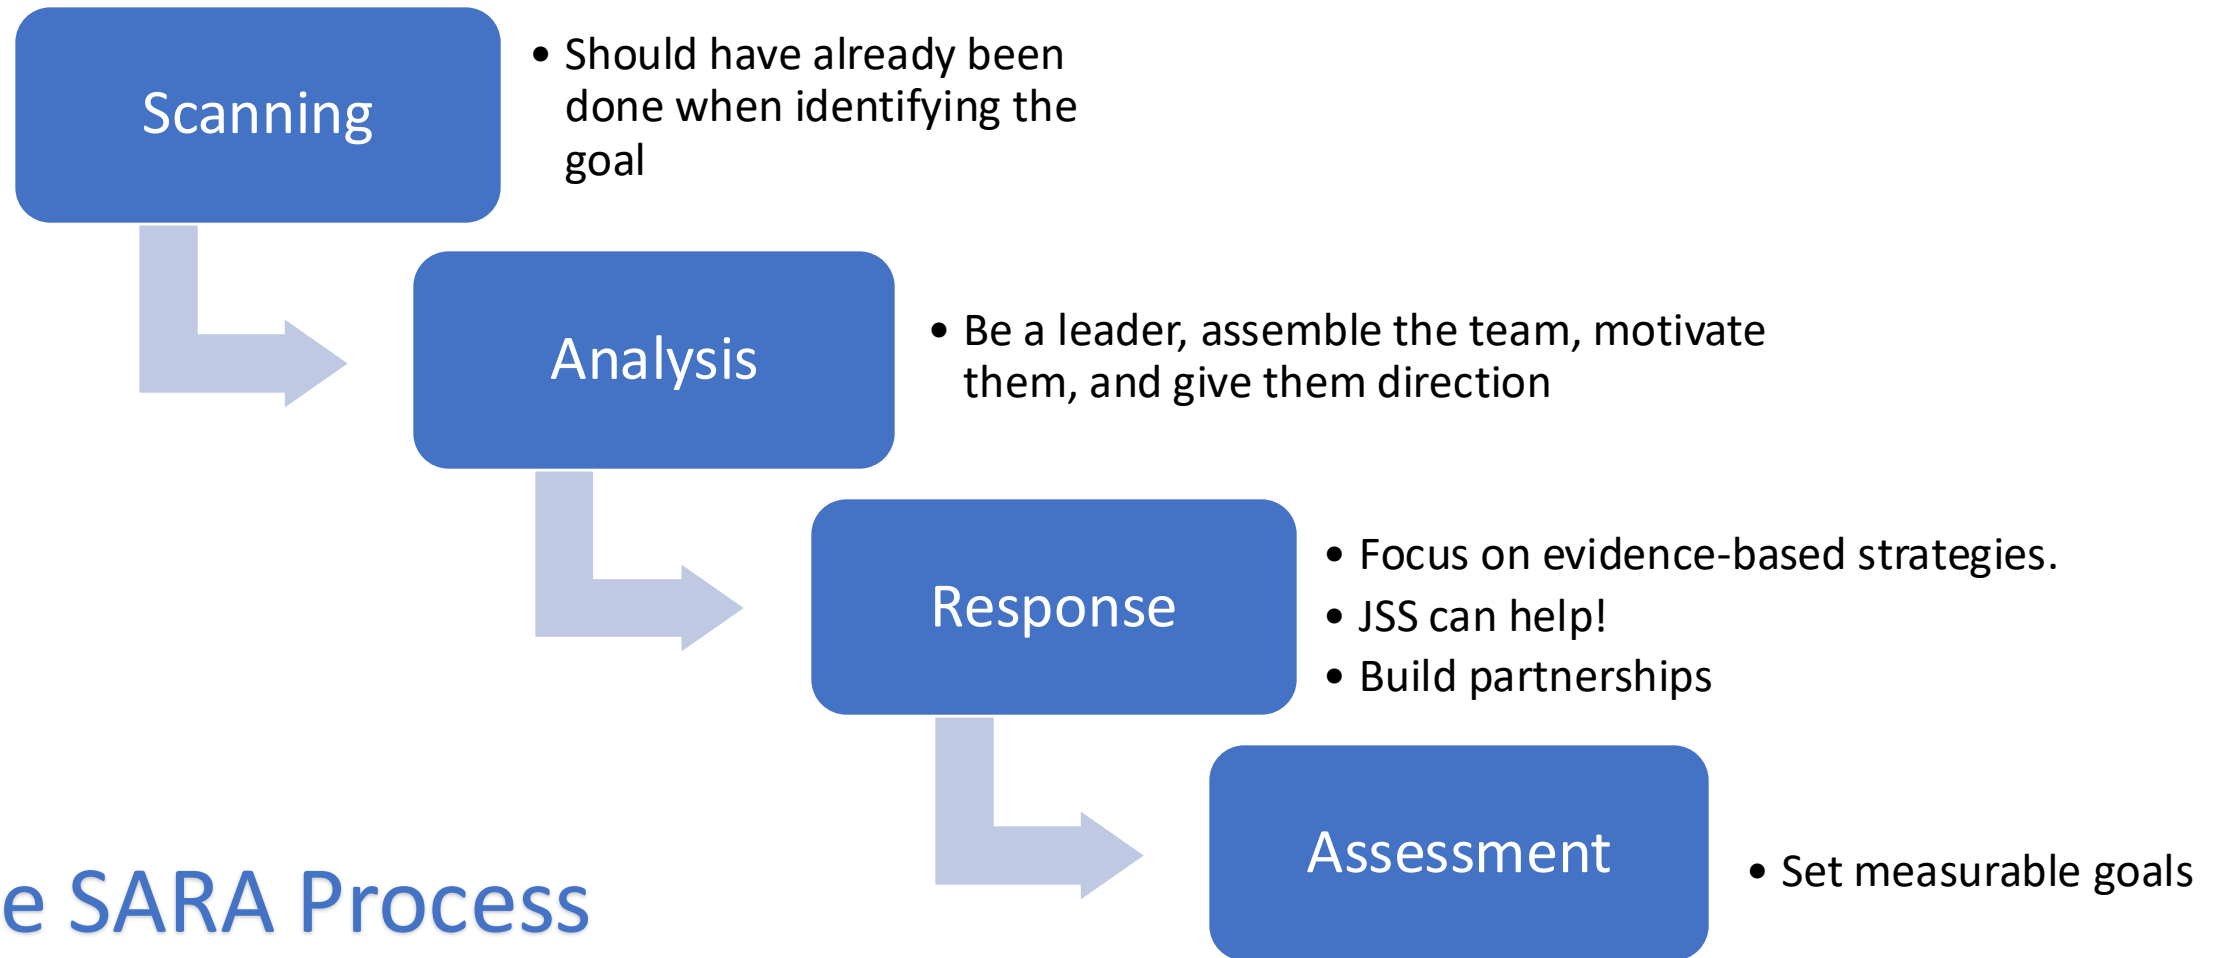 Scanning
• Should have already been
done when identifying the
goal
Analysis
• Be a leader, assemble the team, motivate
them, and give them direction
Response
• Focus on evidence-based strategies.
• JSS can help!
• Build partnerships
Assessment
• Set measurable goals
e SARA Process